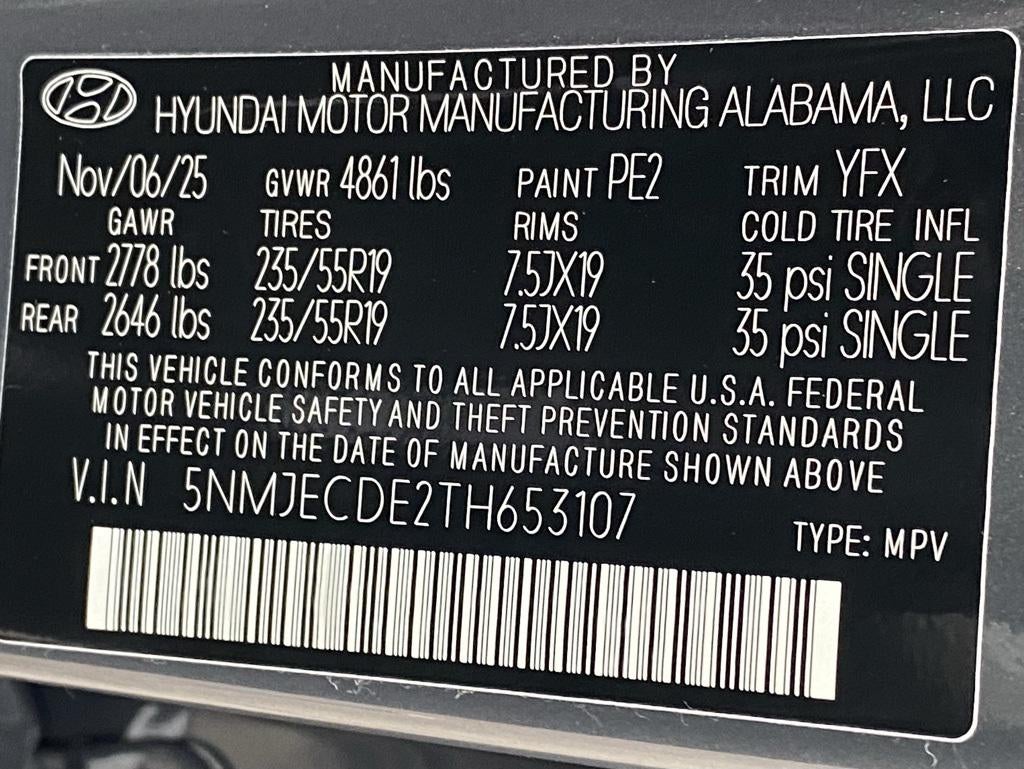 MANUFACTURED BY
HYUNDAI MOTOR MANUFACTURING ALABAMA, LLC
Nov/06/25 GVWR 4861 lbs PAINT PE2 TRIM YFX
GAWR TIRES RIMS COLD TIRE INFL
FRONT 2778 lbs 235/55R19 7.5JX19 35 psi SINGLE
REAR 2646 lbs 235/55R19 7.5JX19 35 psi SINGLE
THIS VEHICLE CONFORMS TO ALL APPLICABLE U.S.A. FEDERAL
MOTOR VEHICLE SAFETY AND THEFT PREVENTION STANDARDS
IN EFFECT ON THE DATE OF MANUFACTURE SHOWN ABOVE
V.I.N 5NMJECDE2TH653107
TYPE: MPV